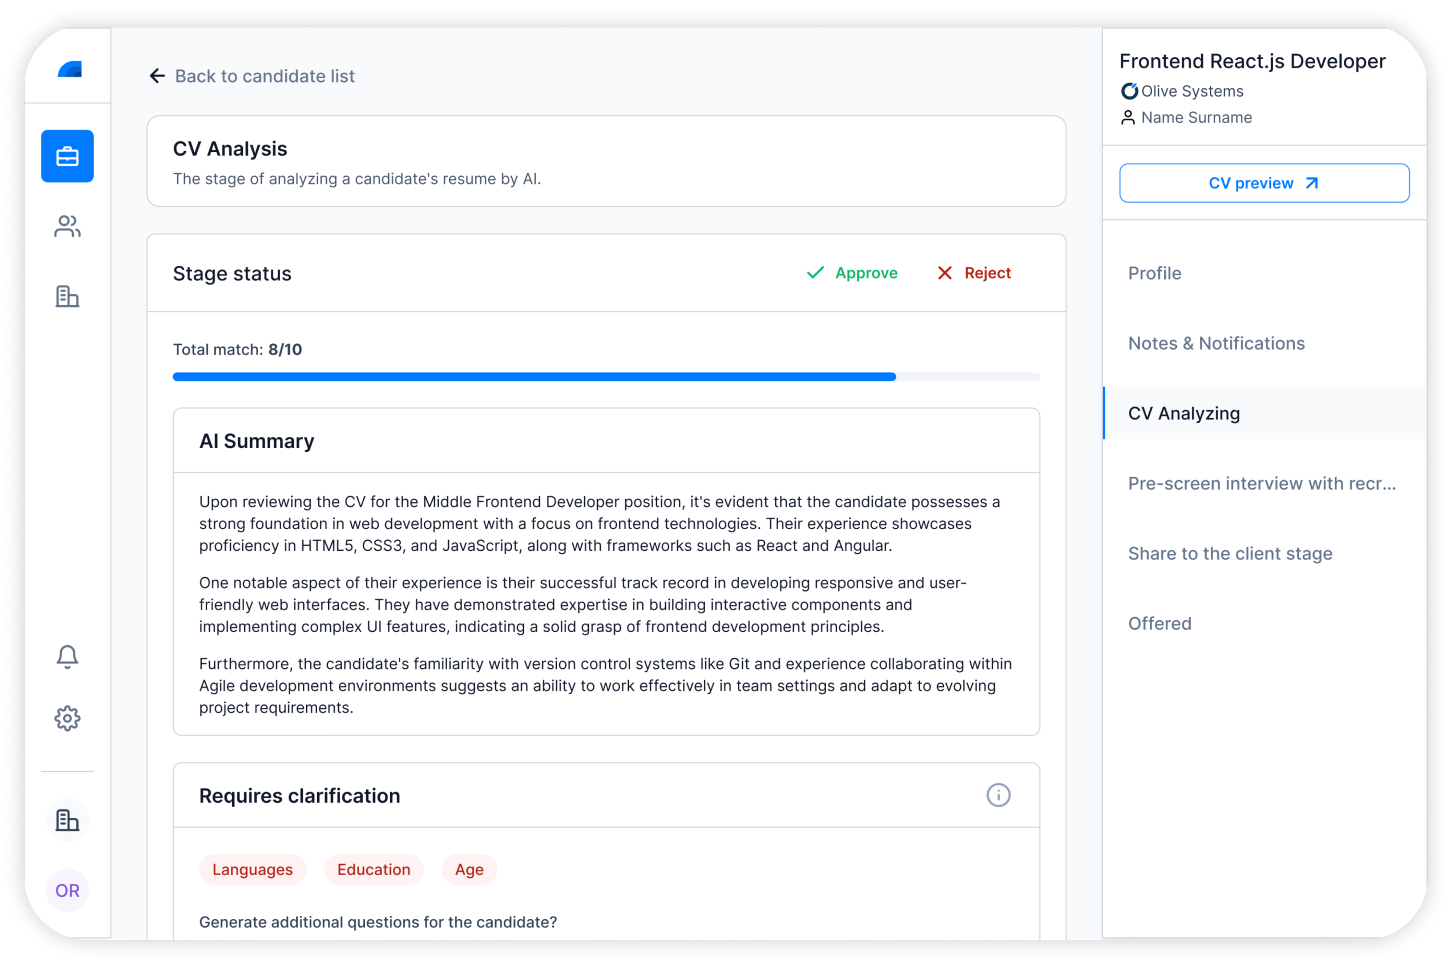 Back to candidate list
CV Analysis
The stage of analyzing a candidate's resume by AI.
Stage status
Approve
Reject
Total match: 8/10
AI Summary
Upon reviewing the CV for the Middle Frontend Developer position, it's evident that the candidate possesses a
strong foundation in web development with a focus on frontend technologies. Their experience showcases
proficiency in HTML5, CSS3, and JavaScript, along with frameworks such as React and Angular.
One notable aspect of their experience is their successful track record in developing responsive and user-
friendly web interfaces. They have demonstrated expertise in building interactive components and
implementing complex UI features, indicating a solid grasp of frontend development principles.
Furthermore, the candidate's familiarity with version control systems like Git and experience collaborating within
Agile development environments suggests an ability to work effectively in team settings and adapt to evolving
project requirements.
Requires clarification
Languages
Education
Age
Generate additional questions for the candidate?
OR
Frontend React.js Developer
Olive Systems
Name Surname
CV preview
Profile
Notes & Notifications
CV Analyzing
Pre-screen interview with recr...
Share to the client stage
Offered